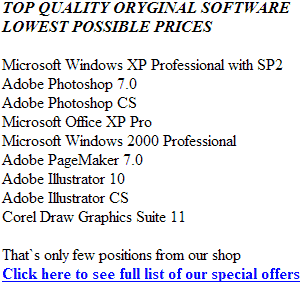 TOP QUALITY ORYGINAL SOFTWARE
LOWEST POSSIBLE PRICES
Microsoft Windows XP Professional with SP2
Adobe Photoshop 7.0
Adobe Photoshop CS
Microsoft Office XP Pro
Microsoft Windows 2000 Professional
Adobe PageMaker 7.0
Adobe Illustrator 10
Adobe Illustrator CS
Corel Draw Graphics Suite 11
That`s only few positions from our shop
Click here to see full list of our special offers